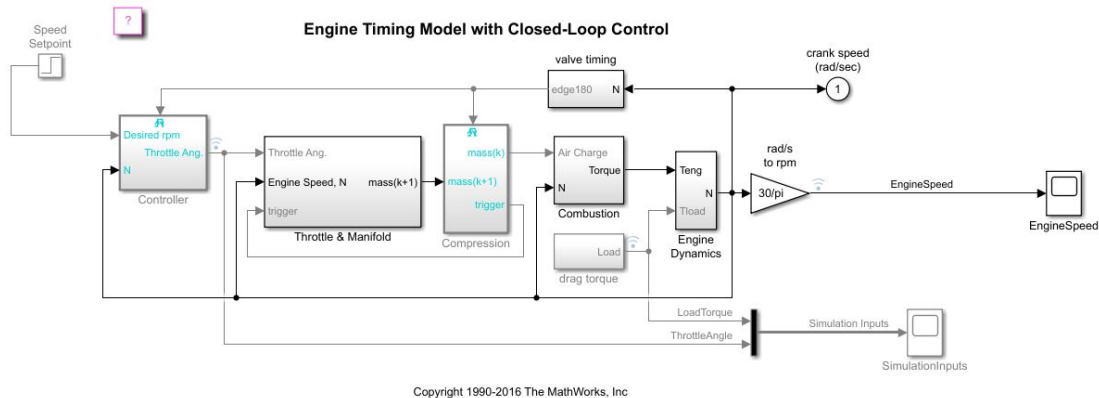 ?
Speed
Setpoint
Engine Timing Model with Closed-Loop Control
valve timing
edge180
N
crank speed
(rad/sec)
1
Desired rpm
Throttle Ang.
N
Controller
Throttle Ang.
Engine Speed, N
mass(k+1)
trigger
Throttle & Manifold
mass(k)
mass(k+1)
trigger
Compression
Air Charge
Torque
N
Combustion
Load
drag torque
Teng
N
Tload
Engine
Dynamics
rad/s
to rpm
30/pi
EngineSpeed
EngineSpeed
LoadTorque
ThrottleAngle
Simulation Inputs
SimulationInputs
Copyright 1990-2016 The MathWorks, Inc